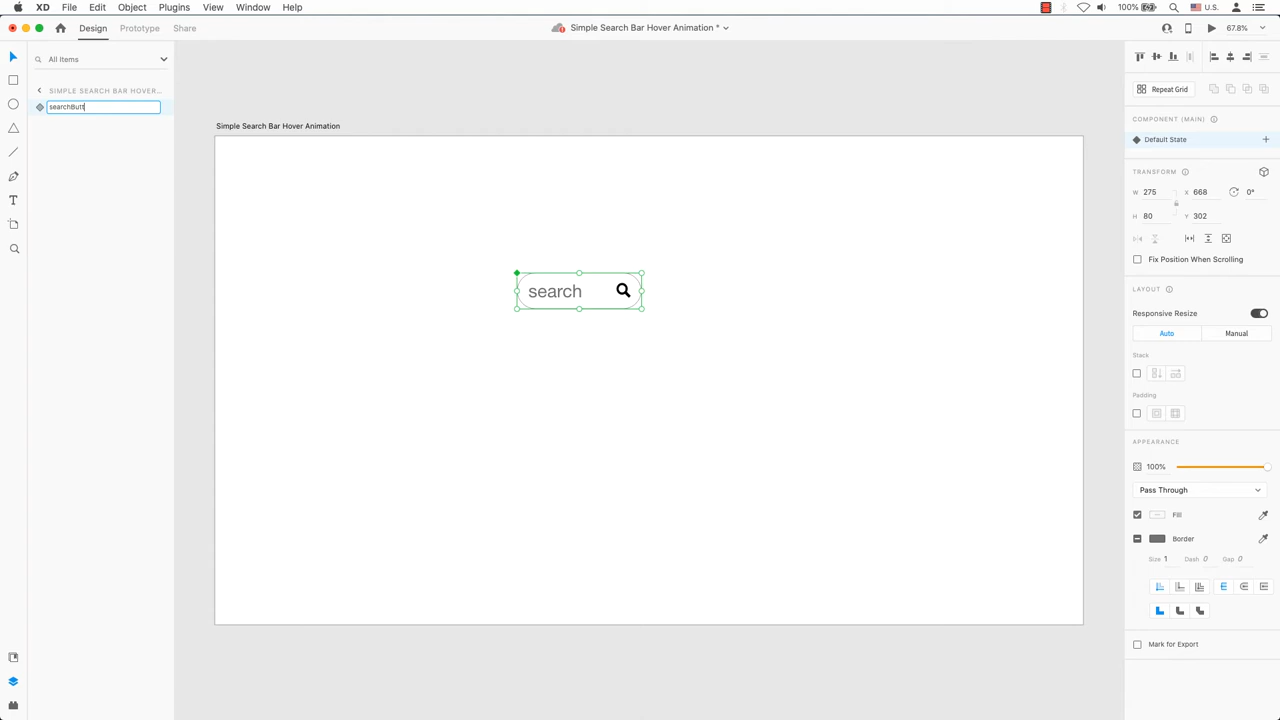 XD File Edit Object Plugins View Window Help
100% U.S.
Design Prototype Share
Simple Search Bar Hover Animation *
67.8%
All Items
SIMPLE SEARCH BAR HOVER...
searchButt
Simple Search Bar Hover Animation
search
Repeat Grid
COMPONENT (MAIN)
Default State
TRANSFORM
W 275 X 668 0°
H 80 Y 302
Fix Position When Scrolling
LAYOUT
Responsive Resize
Auto Manual
Stack
Padding
APPEARANCE
100%
Pass Through
Fill
Border
Size 1 Dash 0 Gap 0
Mark for Export